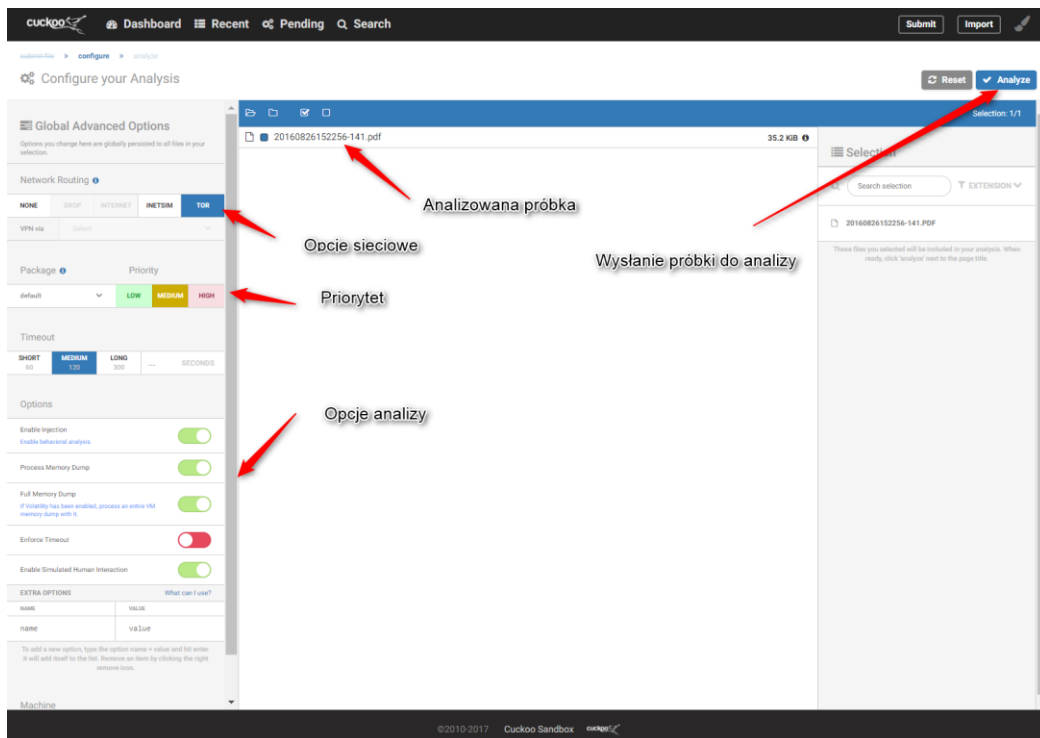 cuckoo Dashboard Recent Pending Search Submit Import
submit file > configure > analyze
Configure your Analysis Reset Analyze
Global Advanced Options
Options you change here are globally persisted to all files in your
selection.
Network Routing
NONE DROP INTERNET INETSIM TOR
VPN via Select
Package Priority
default LOW MEDIUM HIGH
Timeout
SHORT MEDIUM LONG
60 120 300 ... SECONDS
Options
Enable Injection
Enable behavioral analysis.
Process Memory Dump
Full Memory Dump
If Volatility has been enabled, process an entire VM
memory dump with it.
Enforce Timeout
Enable Simulated Human Interaction
EXTRA OPTIONS What can I use?
NAME VALUE
name value
To add a new option, type the option name + value and hit enter.
It will add itself to the list. Remove an item by clicking the right
remove icon.
Machine
Selection: 1/1
20160826152256-141.pdf 35.2 KiB
Analizowana próbka
Opcje sieciowe
Wysłanie próbki do analizy
Priorytet
Opcje analizy
Selection
Search selection EXTENSION
20160826152256-141.PDF
These files you selected will be included in your analysis. When
ready, click 'analyze' next to the page title.
©2010-2017 Cuckoo Sandbox cuckoo